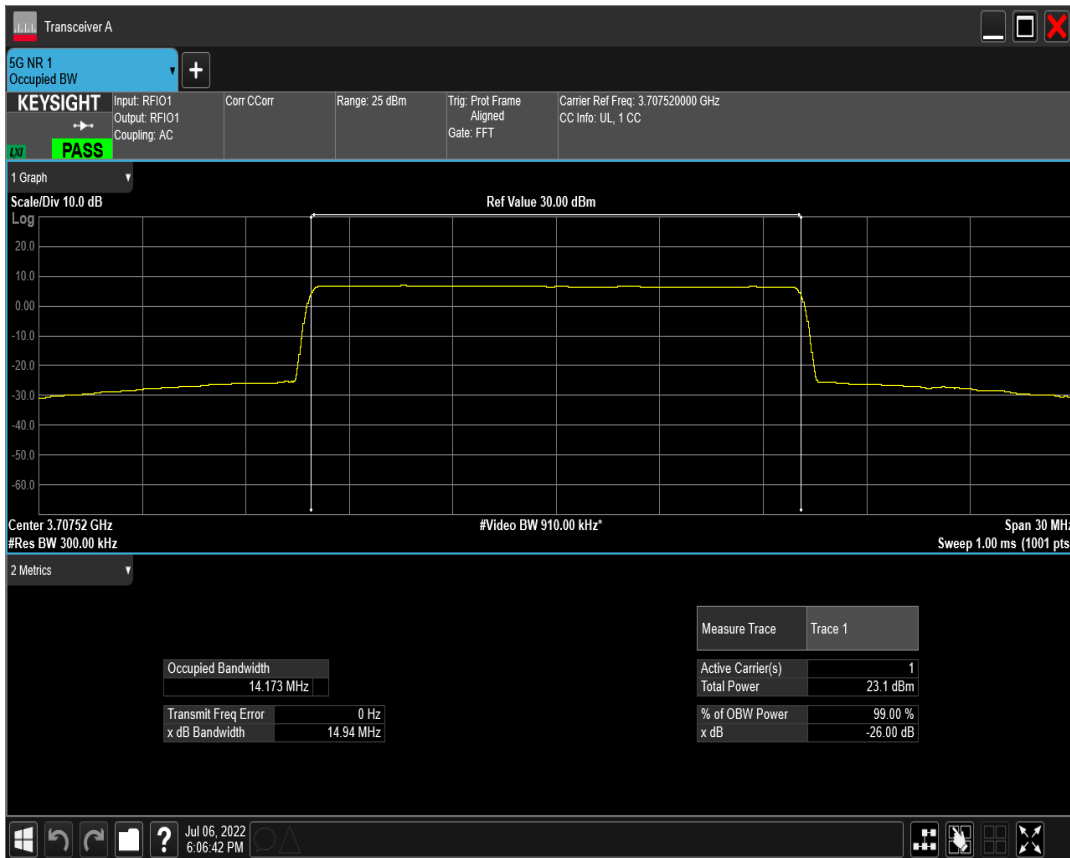 Transceiver A
5G NR 1
Occupied BW
+
KEYSIGHT
LXI
PASS
Input: RFIO1
Output: RFIO1
Coupling: AC
Corr CCorr
Range: 25 dBm
Trig: Prot Frame
Aligned
Gate: FFT
Carrier Ref Freq: 3.707520000 GHz
CC Info: UL, 1 CC
1 Graph
Scale/Div 10.0 dB
Ref Value 30.00 dBm
Log
20.0
10.0
0.00
-10.0
-20.0
-30.0
-40.0
-50.0
-60.0
Center 3.70752 GHz
#Video BW 910.00 kHz*
Span 30 MHz
#Res BW 300.00 kHz
Sweep 1.00 ms (1001 pts
2 Metrics
Measure Trace Trace 1
Occupied Bandwidth
14.173 MHz
Active Carrier(s) 1
Total Power 23.1 dBm
Transmit Freq Error 0 Hz
x dB Bandwidth 14.94 MHz
% of OBW Power 99.00 %
x dB -26.00 dB
?
Jul 06, 2022
6:06:42 PM